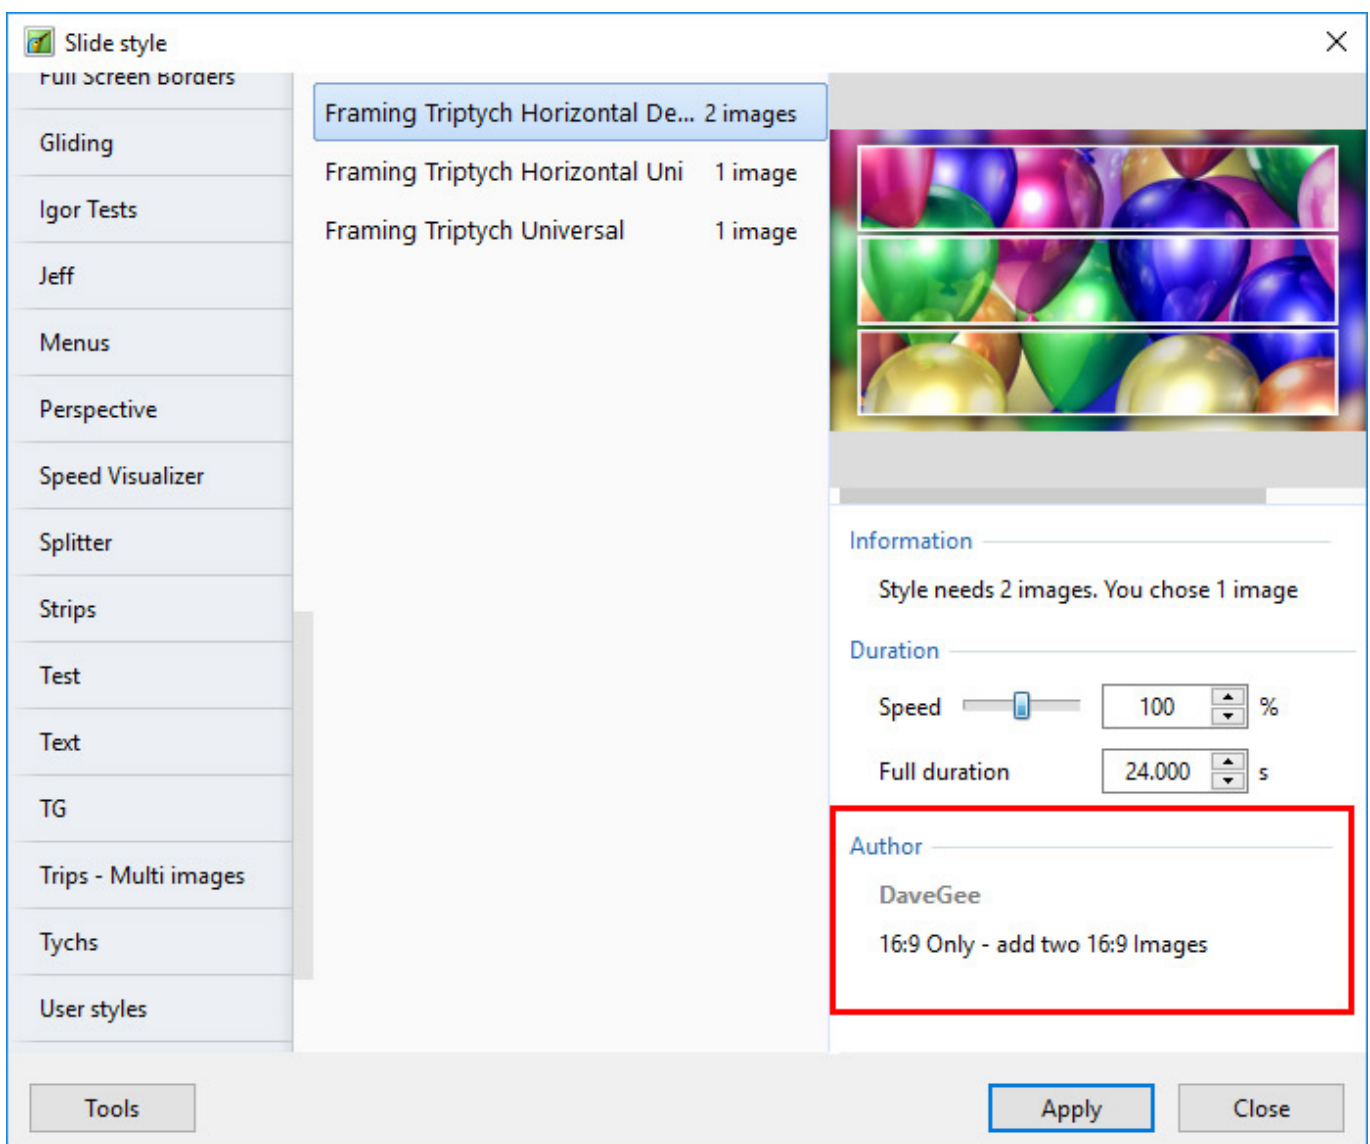 Slide style
Full Screen Borders
Gliding
Igor Tests
Jeff
Menus
Perspective
Speed Visualizer
Splitter
Strips
Test
Text
TG
Trips - Multi images
Tychs
User styles
Framing Triptych Horizontal De... 2 images
Framing Triptych Horizontal Uni 1 image
Framing Triptych Universal 1 image
Information
Style needs 2 images. You chose 1 image
Duration
Speed 100 %
Full duration 24.000 s
Author
DaveGee
16:9 Only - add two 16:9 Images
Tools Apply Close